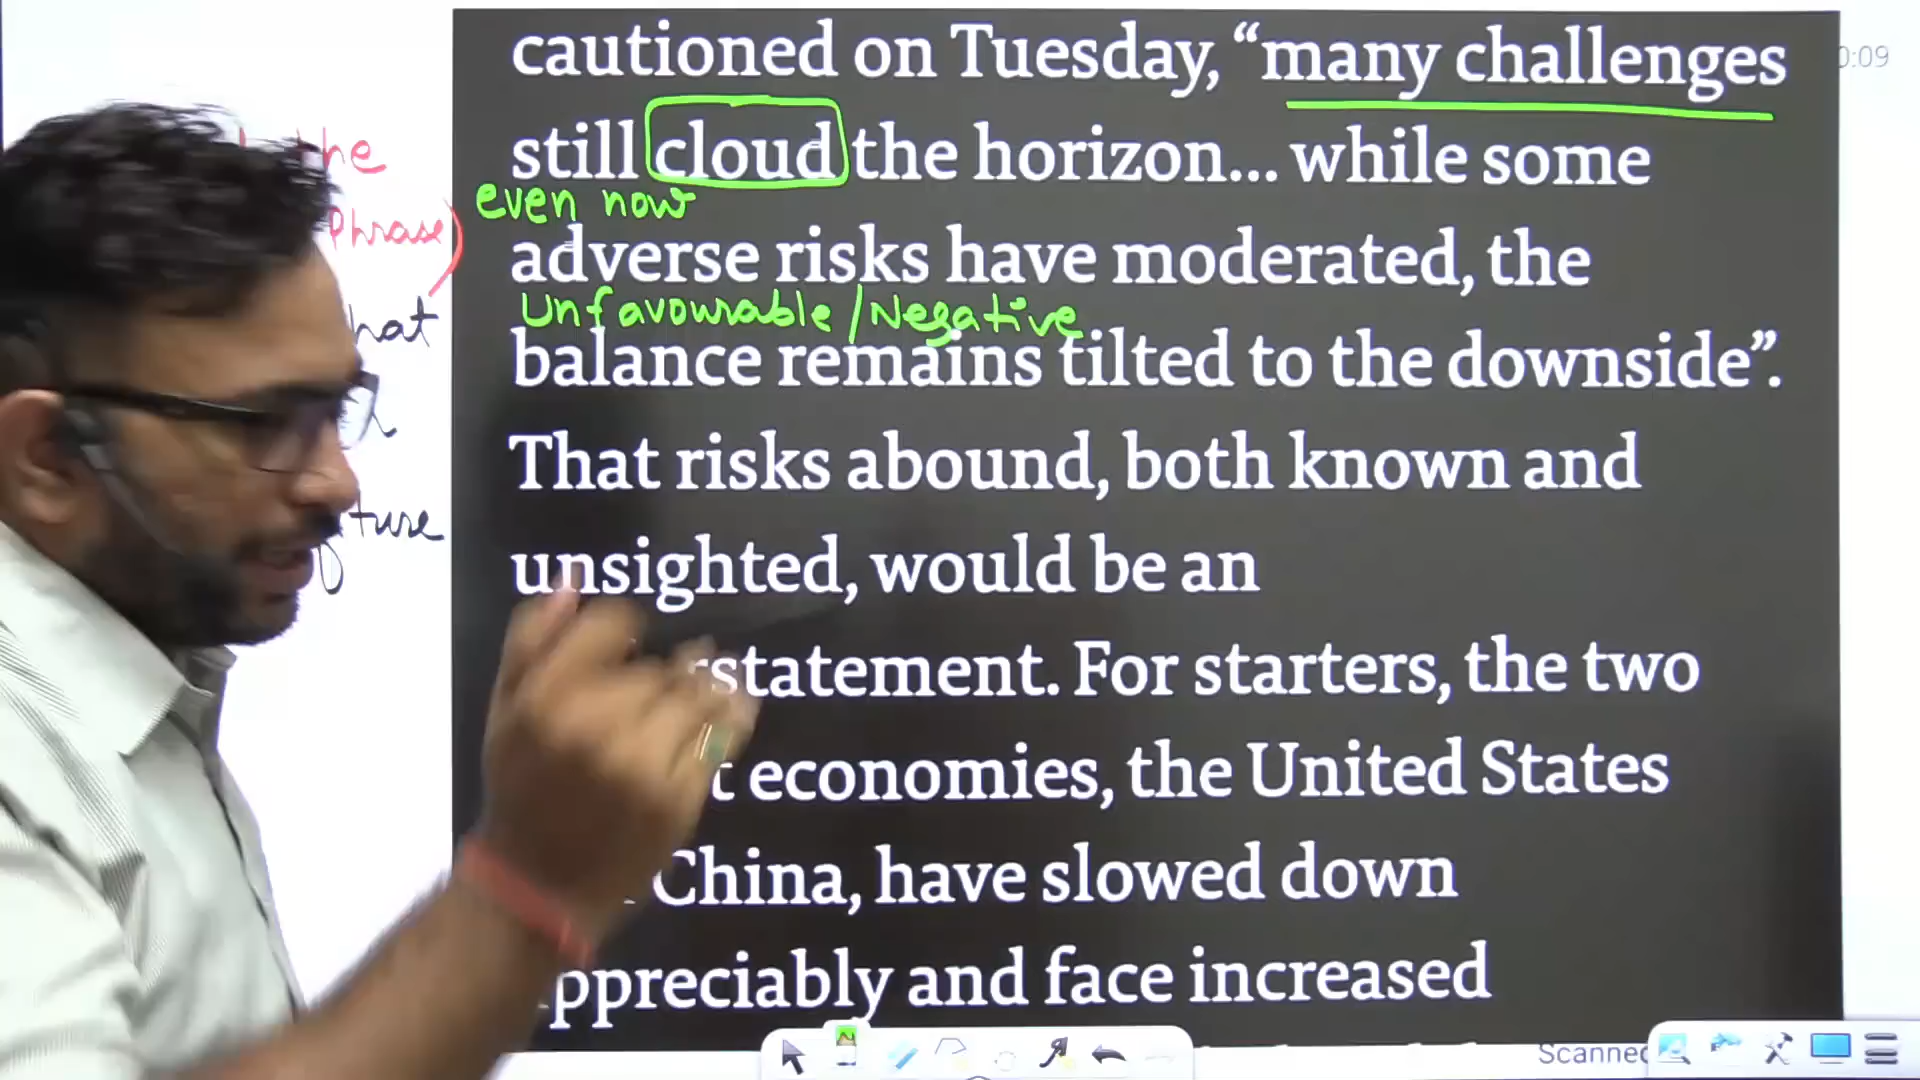 cautioned on Tuesday, “many challenges
0:09
still cloud the horizon... while some
the
even now
Phrase)
adverse risks have moderated, the
Unfavourable / Negative
hat
balance remains tilted to the downside”.
That risks abound, both known and
ture
unsighted, would be an
rstatement. For starters, the two
t economies, the United States
China, have slowed down
ppreciably and face increased
Scanned